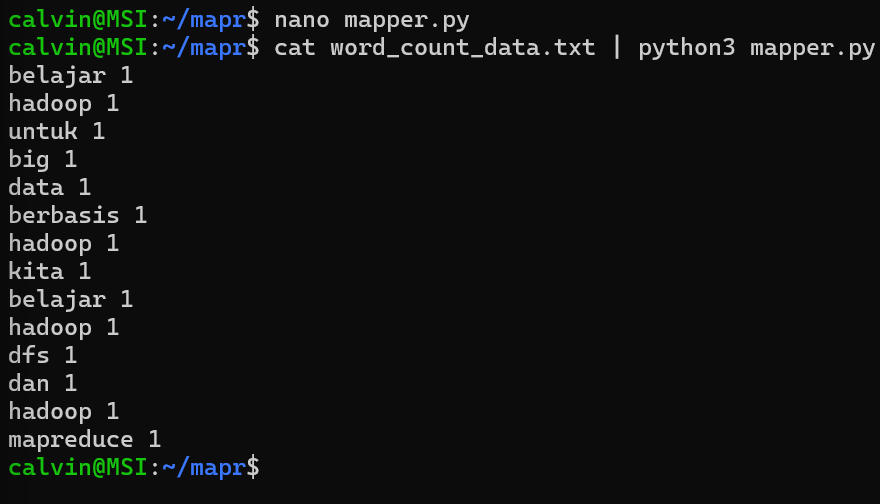 calvin@MSI:~/mapr$ nano mapper.py
calvin@MSI:~/mapr$ cat word_count_data.txt | python3 mapper.py
belajar 1
hadoop 1
untuk 1
big 1
data 1
berbasis 1
hadoop 1
kita 1
belajar 1
hadoop 1
dfs 1
dan 1
hadoop 1
mapreduce 1
calvin@MSI:~/mapr$